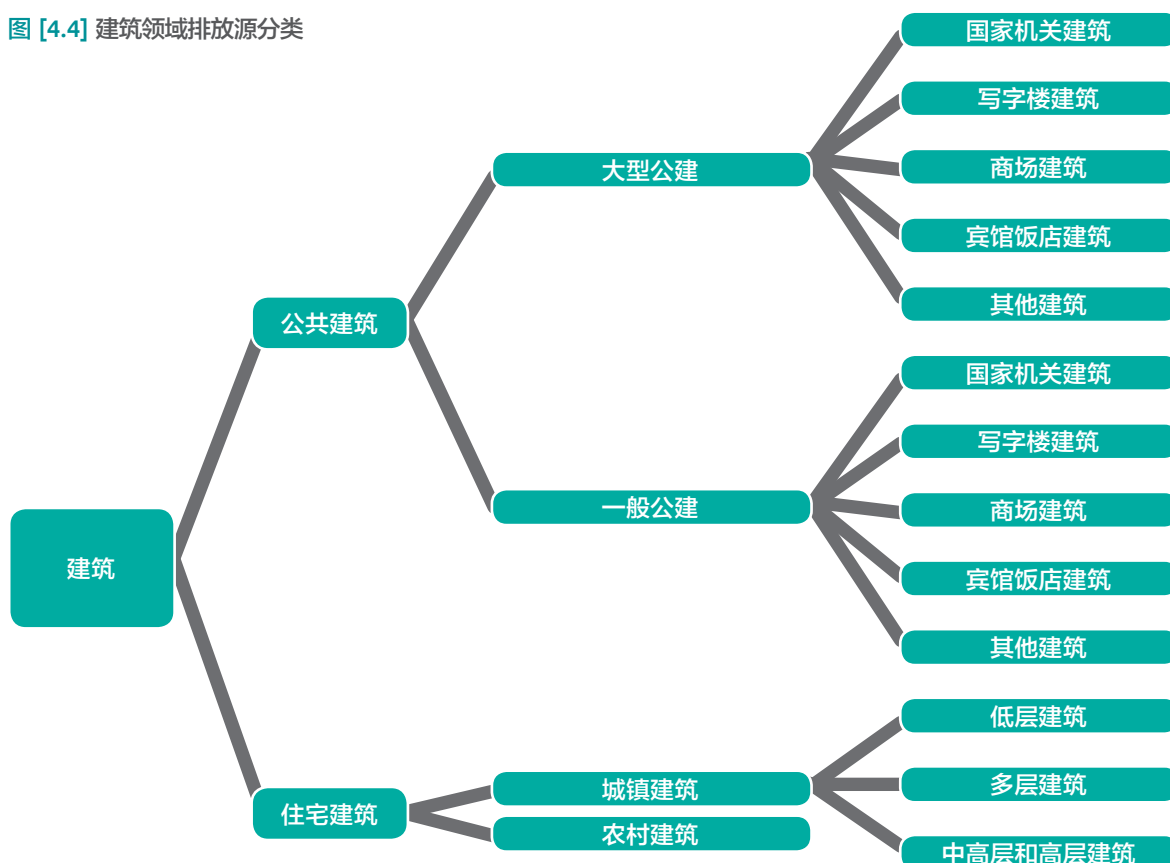 图 [4.4] 建筑领域排放源分类
建筑
公共建筑
大型公建
国家机关建筑
写字楼建筑
商场建筑
宾馆饭店建筑
其他建筑
一般公建
国家机关建筑
写字楼建筑
商场建筑
宾馆饭店建筑
其他建筑
住宅建筑
城镇建筑
低层建筑
多层建筑
中高层和高层建筑
农村建筑